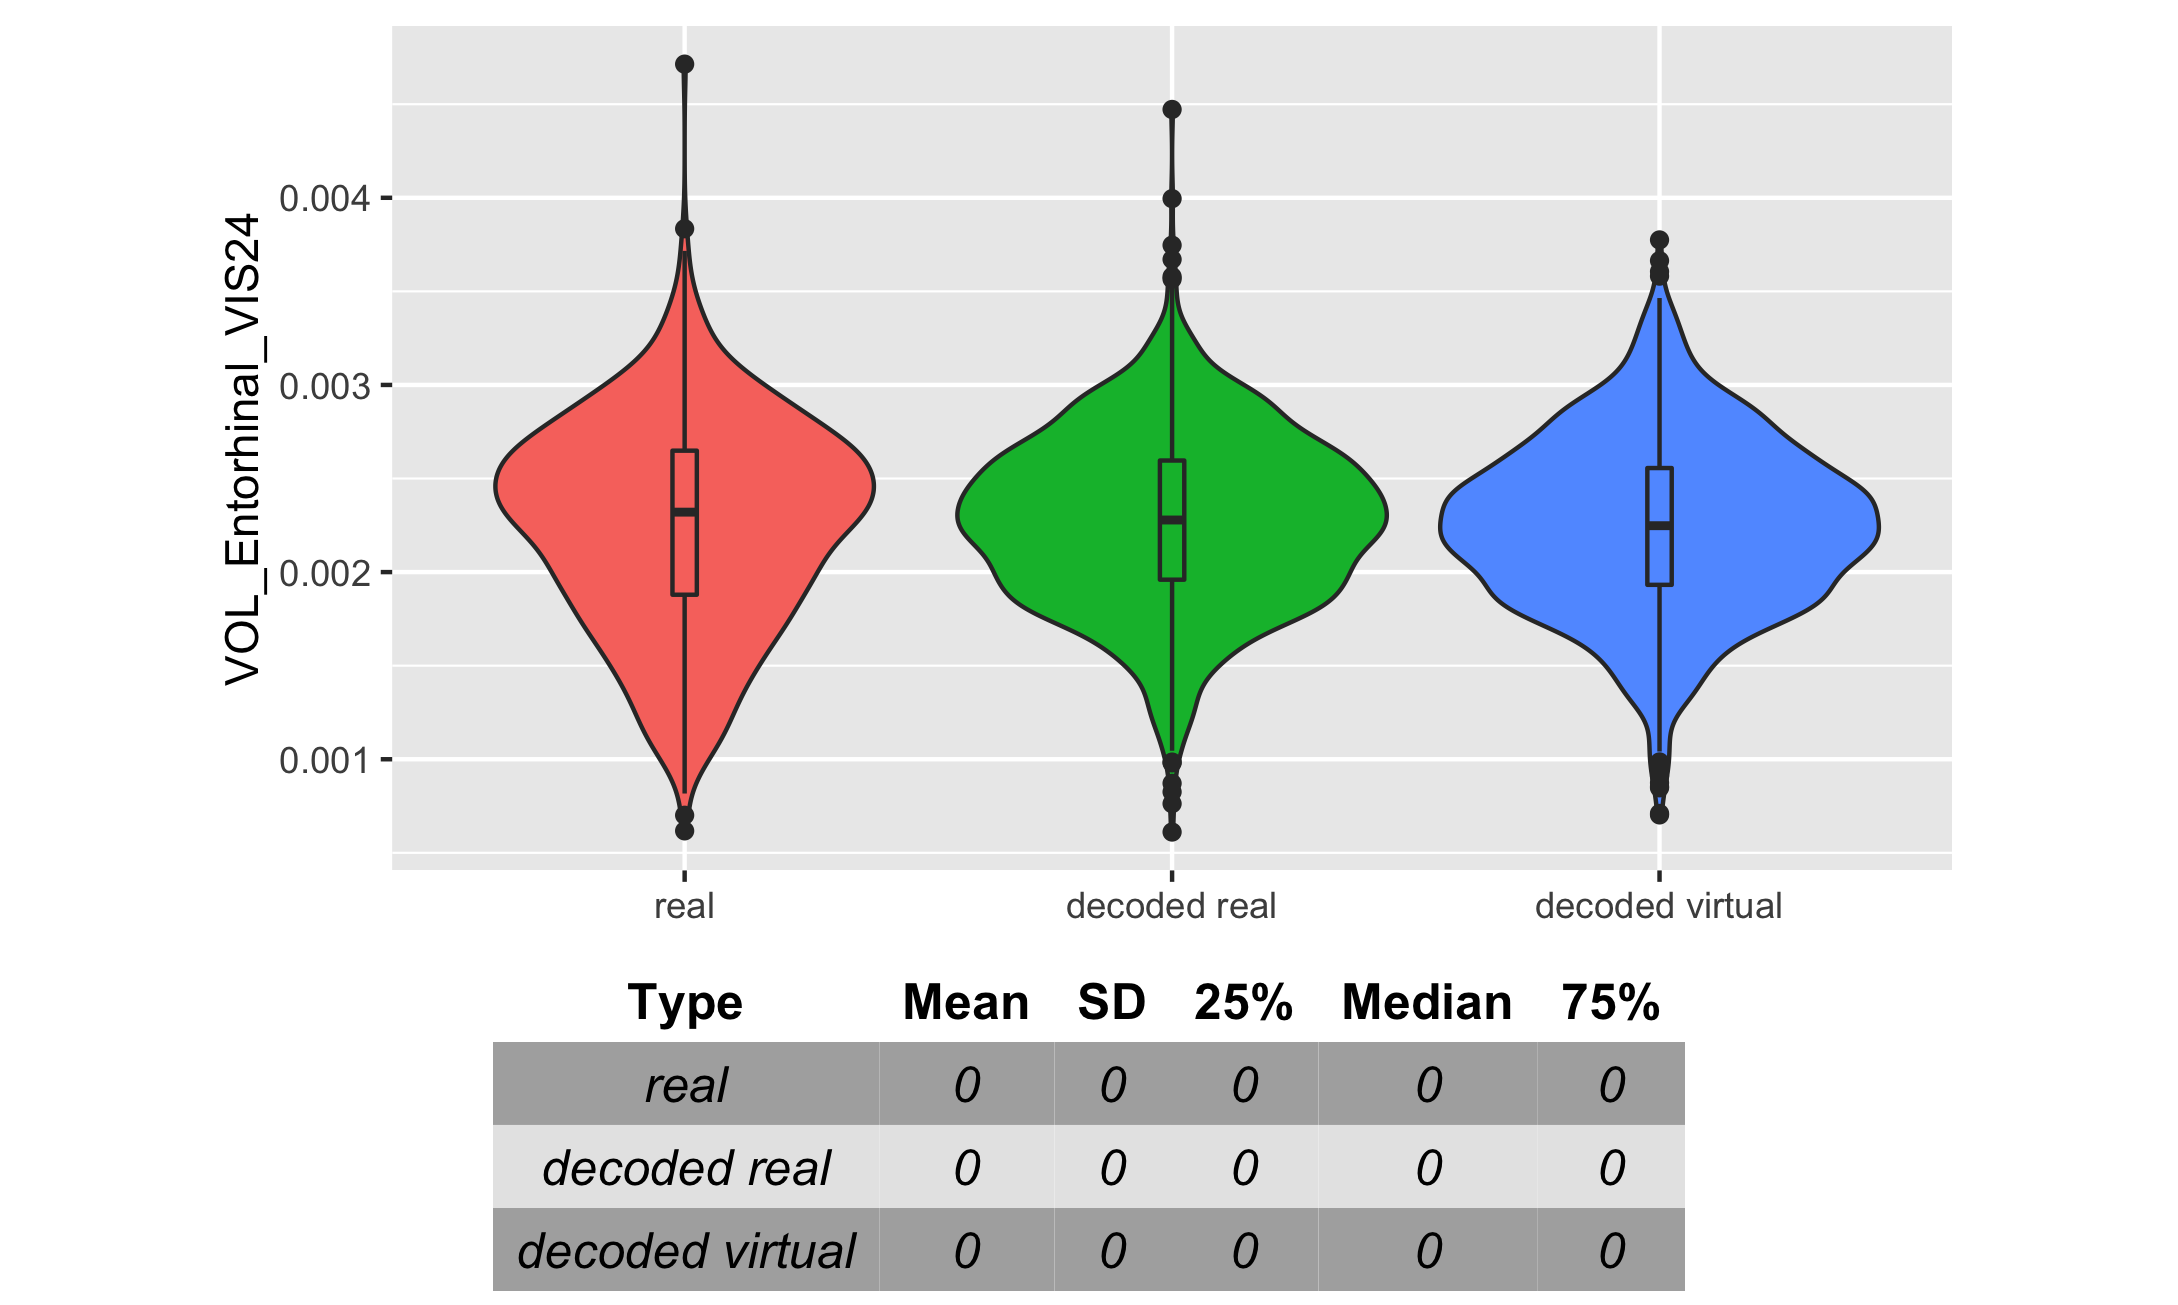 VOL_Entorhinal_VIS24
0.004
0.003
0.002
0.001
real decoded real decoded virtual
Type Mean SD 25% Median 75%
real 0 0 0 0 0
decoded real 0 0 0 0 0
decoded virtual 0 0 0 0 0